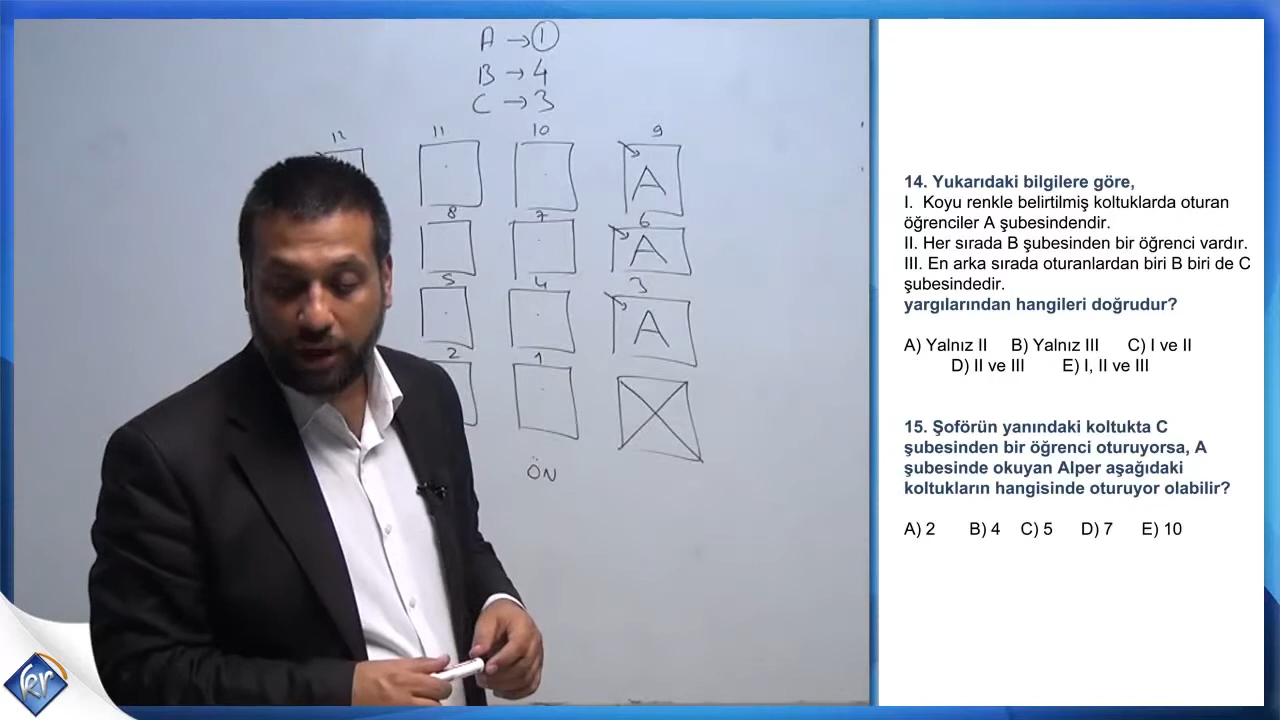 A → 1
B → 4
C → 3
12 11 10 9
A
8 7 6
A
5 4 3
A
2 1
ÖN
14. Yukarıdaki bilgilere göre,
I. Koyu renkle belirtilmiş koltuklarda oturan
öğrenciler A şubesindendir.
II. Her sırada B şubesinden bir öğrenci vardır.
III. En arka sırada oturanlardan biri B biri de C
şubesindedir.
yargılarından hangileri doğrudur?
A) Yalnız II B) Yalnız III C) I ve II
D) II ve III E) I, II ve III
15. Şoförün yanındaki koltukta C
şubesinden bir öğrenci oturuyorsa, A
şubesinde okuyan Alper aşağıdaki
koltukların hangisinde oturuyor olabilir?
A) 2 B) 4 C) 5 D) 7 E) 10
kr